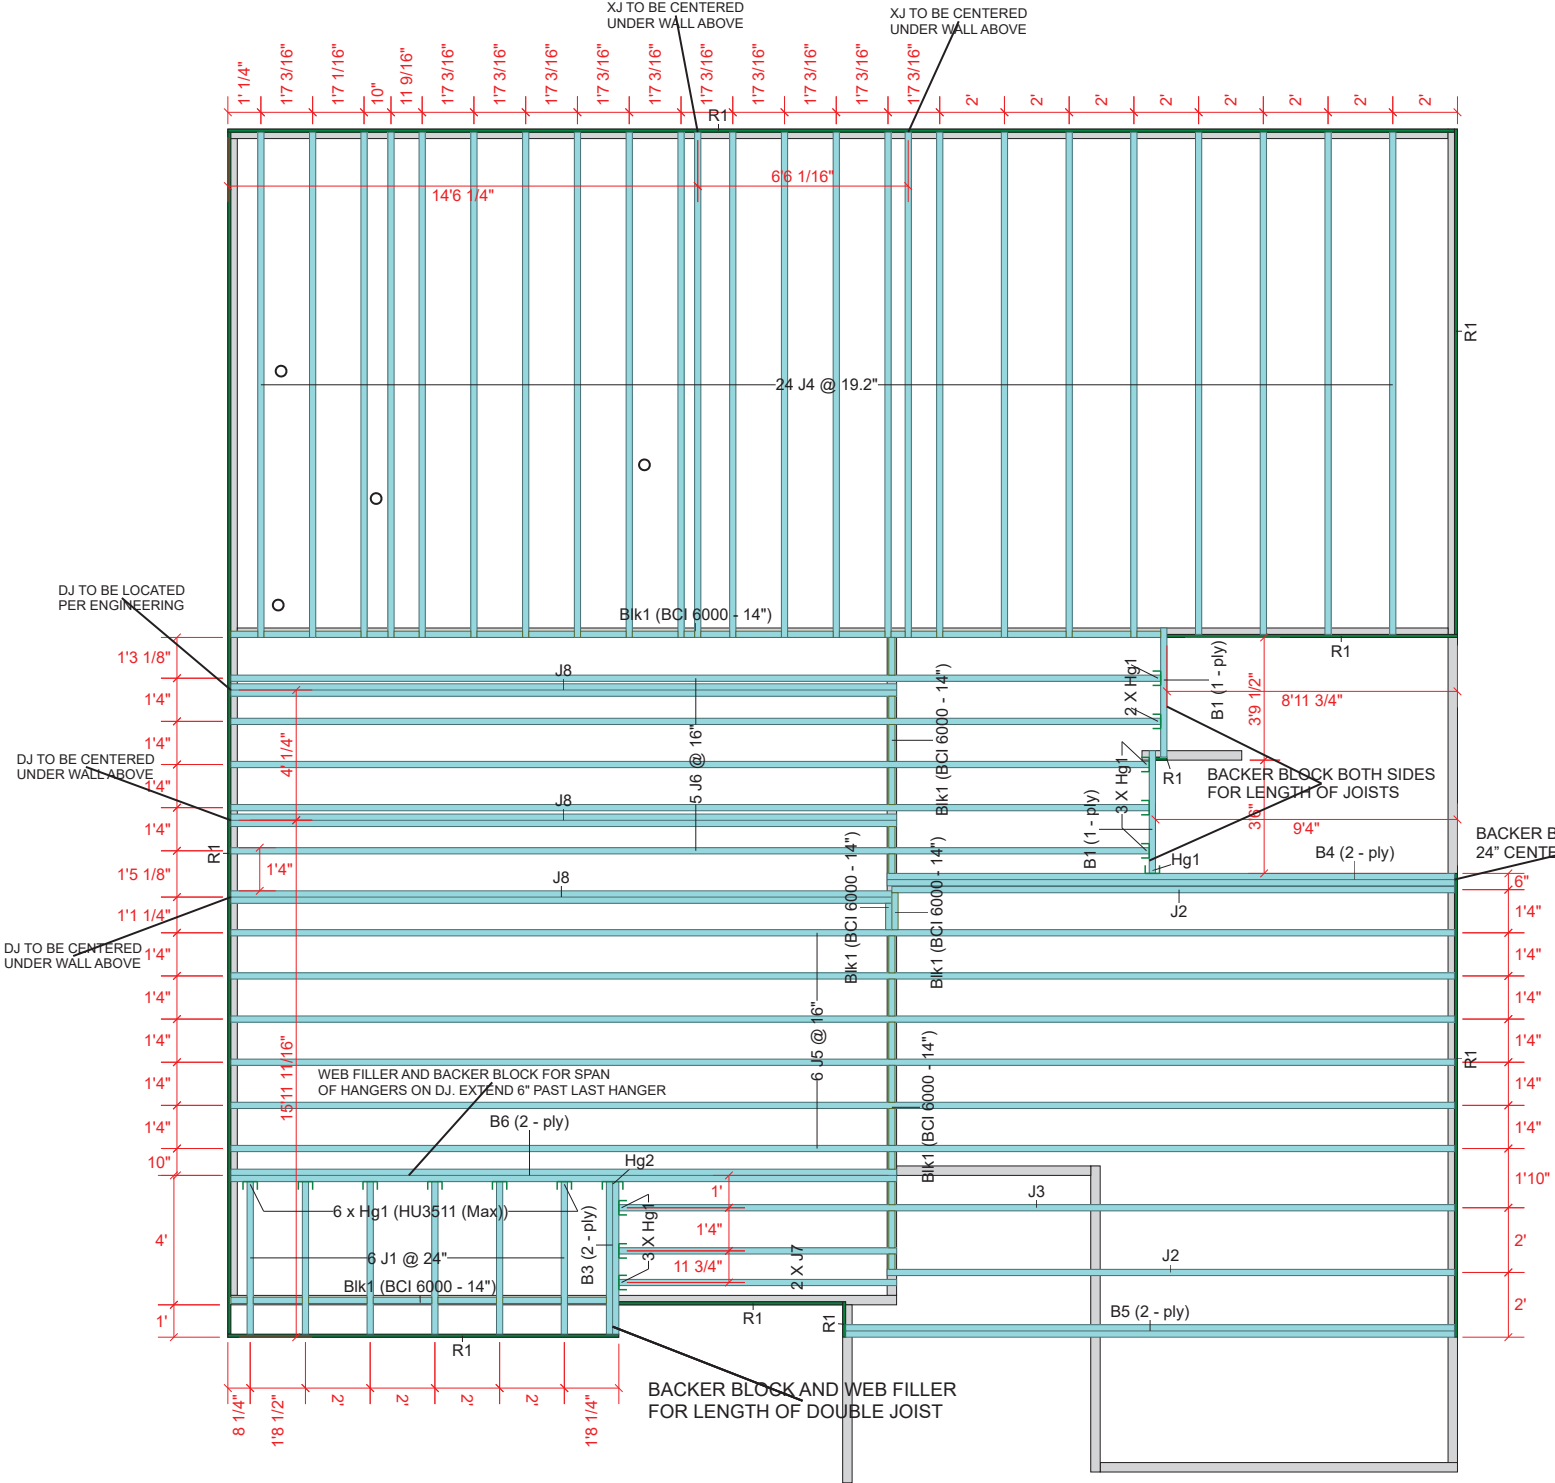 XJ TO BE CENTERED
UNDER WALL ABOVE
XJ TO BE CENTERED
UNDER WALL ABOVE
1' 1/4"
1'7 3/16"
1'7 1/16"
10"
11 9/16"
1'7 3/16"
1'7 3/16"
1'7 3/16"
1'7 3/16"
1'7 3/16"
1'7 3/16"
1'7 3/16"
1'7 3/16"
1'7 3/16"
1'7 3/16"
2'
2'
2'
2'
2'
2'
2'
2'
R1
14'6 1/4"
6'6 1/16"
R1
24 J4 @ 19.2"
DJ TO BE LOCATED
PER ENGINEERING
Blk1 (BCI 6000 - 14")
R1
1'3 1/8"
1'4"
1'4"
1'4"
1'4"
1'5 1/8"
1'1 1/4"
1'4"
1'4"
1'4"
1'4"
1'4"
10"
4'
1'
J8
4' 1/4"
5 J6 @ 16"
Blk1 (BCI 6000 - 14")
2 X Hg1
B1 (1 - ply)
3'9 1/2"
8'11 3/4"
DJ TO BE CENTERED
UNDER WALL ABOVE
J8
R1
BACKER BLOCK BOTH SIDES
FOR LENGTH OF JOISTS
3 X Hg1
B1 (1 - ply)
3'6"
9'4"
R1
1'4"
Hg1
B4 (2 - ply)
BACKER B
24" CENTE
J8
J2
Blk1 (BCI 6000 - 14")
Blk1 (BCI 6000 - 14")
DJ TO BE CENTERED
UNDER WALL ABOVE
6"
1'4"
1'4"
1'4"
1'4"
1'4"
1'4"
1'10"
2'
2'
R1
6 J5 @ 16"
15'11 11/16"
Blk1 (BCI 6000 - 14")
WEB FILLER AND BACKER BLOCK FOR SPAN
OF HANGERS ON DJ. EXTEND 6" PAST LAST HANGER
B6 (2 - ply)
Hg2
6 x Hg1 (HU3511 (Max))
B3 (2 - ply)
3 X Hg1
1'
1'4"
11 3/4"
J3
6 J1 @ 24"
2 X J7
J2
Blk1 (BCI 6000 - 14")
R1
R1
B5 (2 - ply)
R1
8 1/4"
1'8 1/2"
2'
2'
2'
2'
1'8 1/4"
BACKER BLOCK AND WEB FILLER
FOR LENGTH OF DOUBLE JOIST